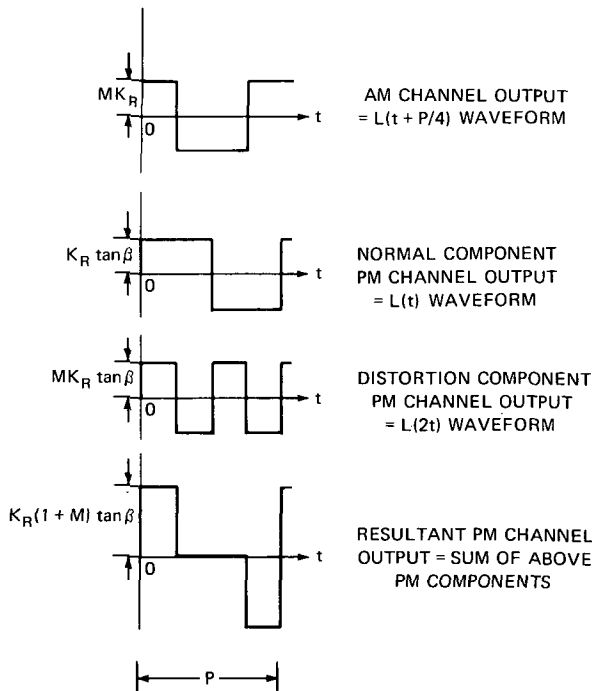 MK_R
0
t
AM CHANNEL OUTPUT
= L(t + P/4) WAVEFORM
K_R tan β
0
t
NORMAL COMPONENT
PM CHANNEL OUTPUT
= L(t) WAVEFORM
MK_R tan β
0
t
DISTORTION COMPONENT
PM CHANNEL OUTPUT
= L(2t) WAVEFORM
K_R(1 + M) tan β
0
t
RESULTANT PM CHANNEL
OUTPUT = SUM OF ABOVE
PM COMPONENTS
P